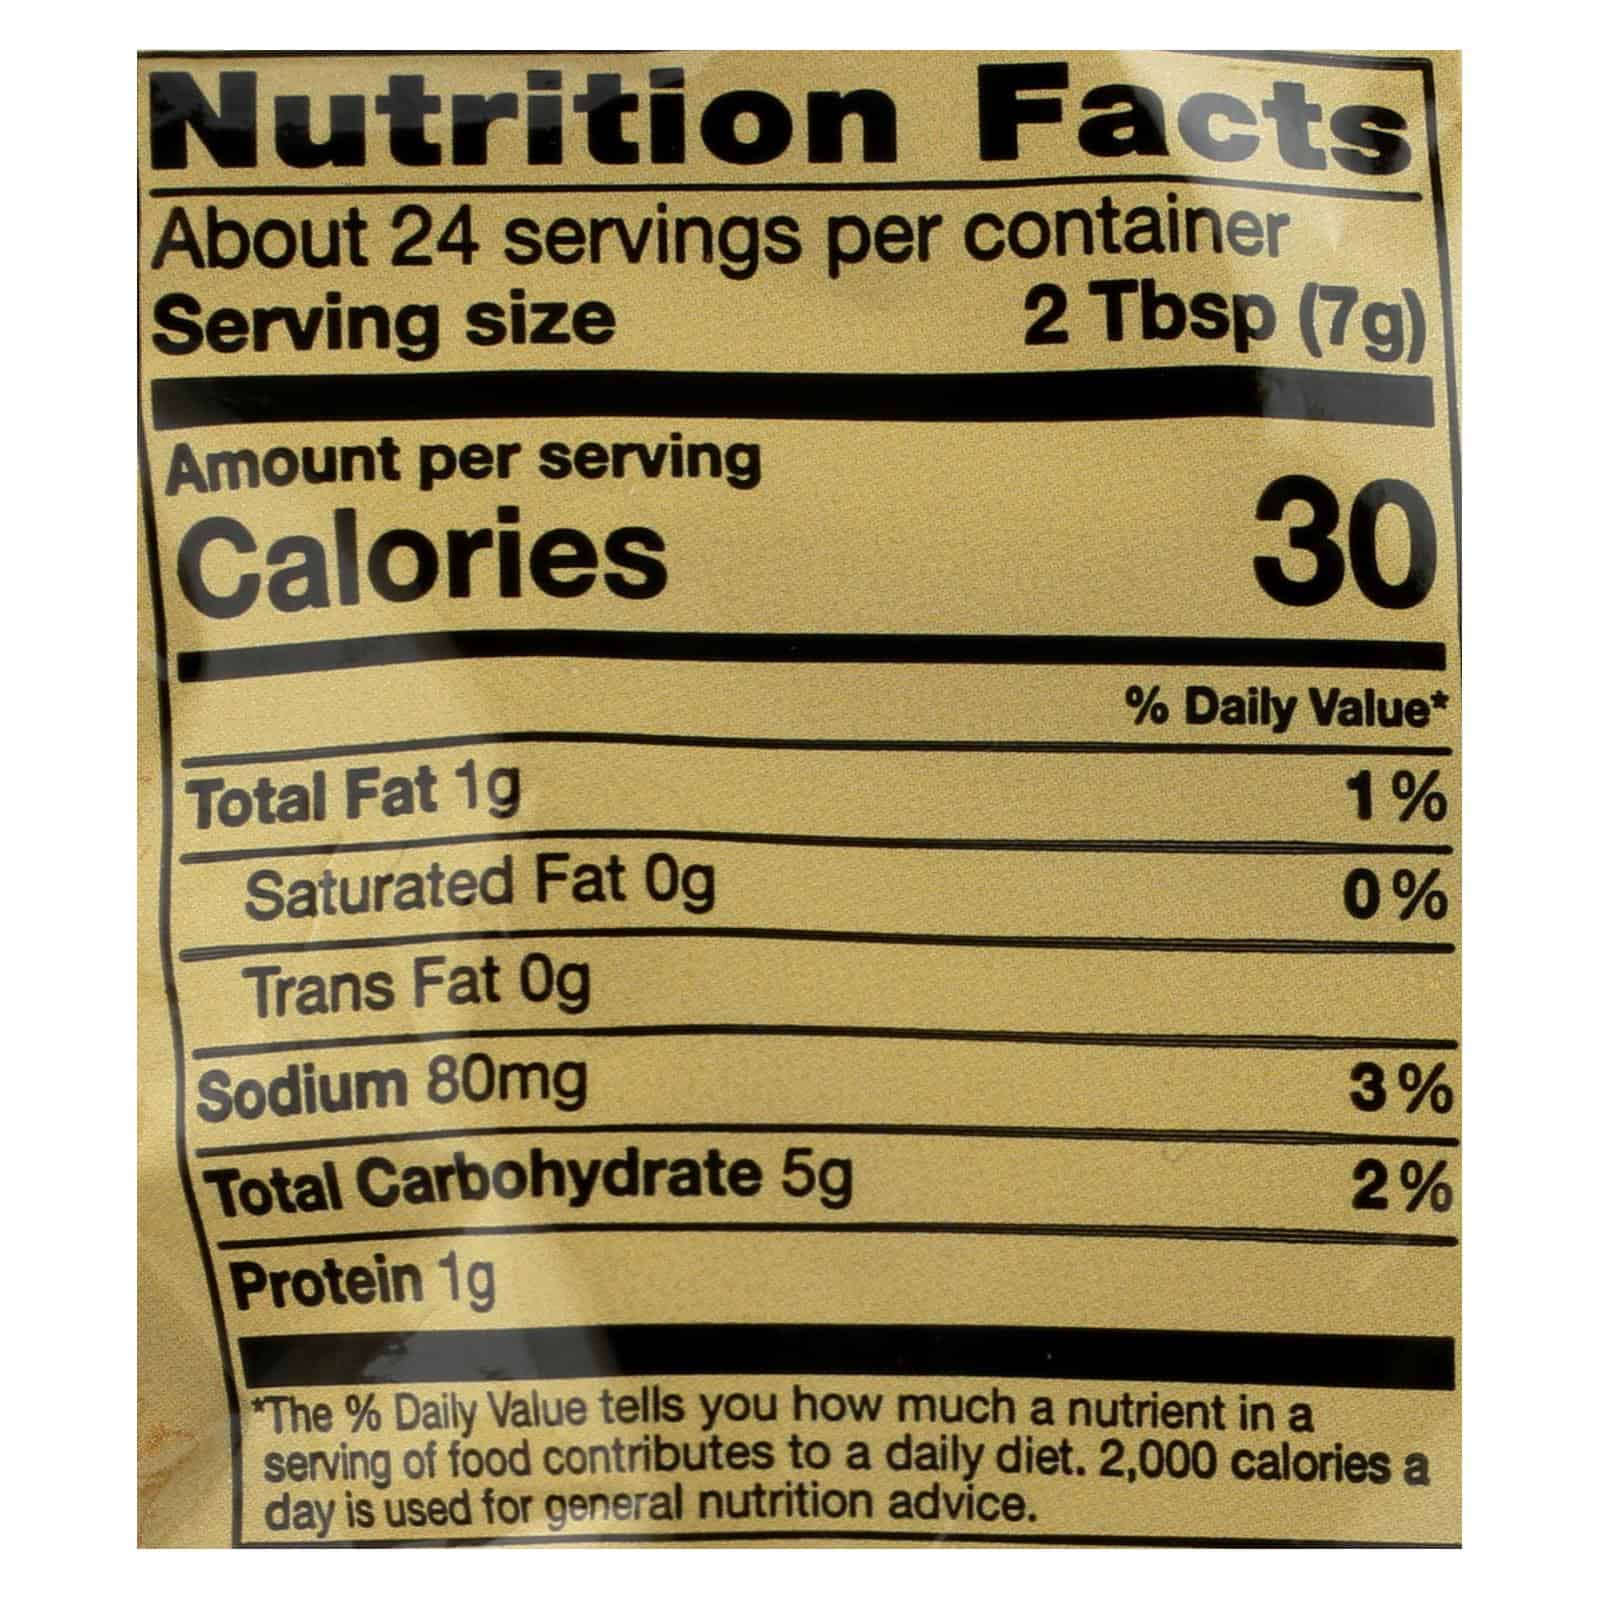 Nutrition Facts
About 24 servings per container
Serving size 2 Tbsp (7g)
Amount per serving
Calories 30
% Daily Value*
Total Fat 1g 1%
Saturated Fat 0g 0%
Trans Fat 0g
Sodium 80mg 3%
Total Carbohydrate 5g 2%
Protein 1g
*The % Daily Value tells you how much a nutrient in a
serving of food contributes to a daily diet. 2,000 calories a
day is used for general nutrition advice.